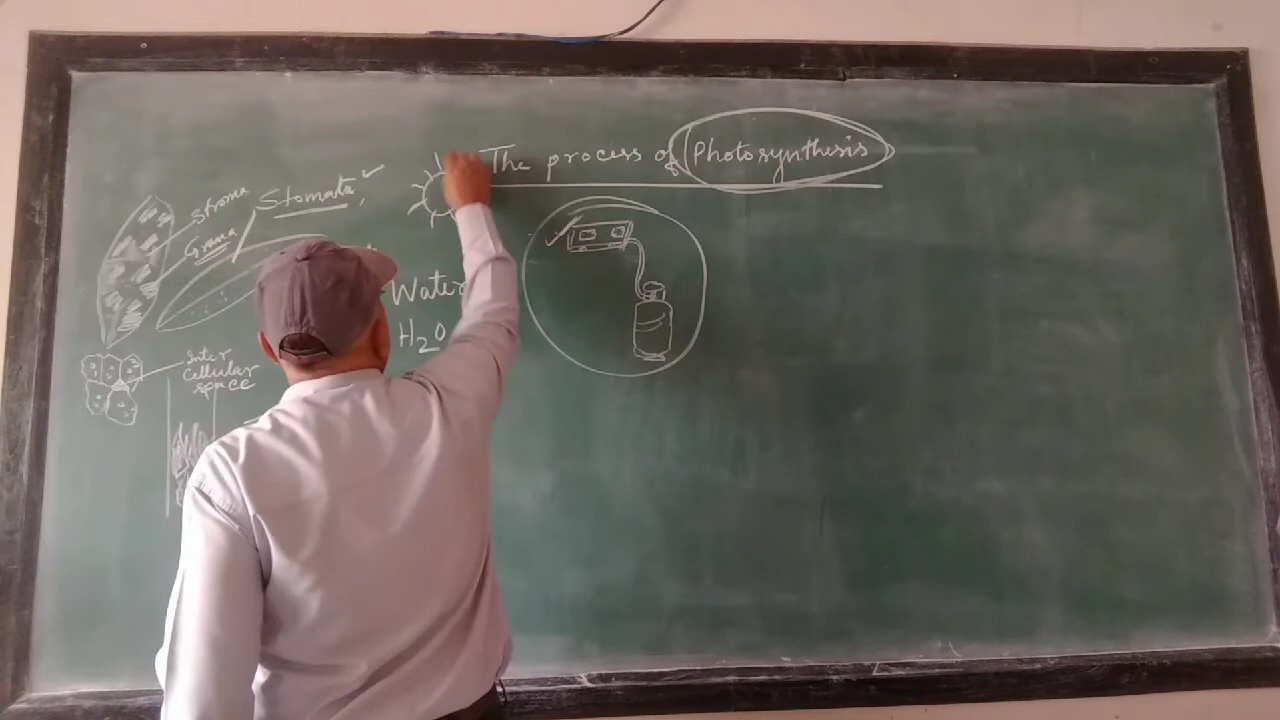 The process of Photosynthesis
Stroma
Stomata
Grana
Water
H₂O
Inter
cellular
space